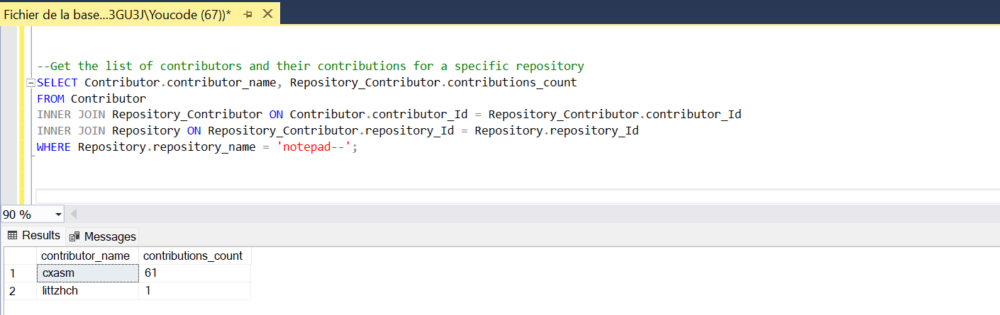 Fichier de la base...3GU3J\Youcode (67))*
--Get the list of contributors and their contributions for a specific repository
SELECT Contributor.contributor_name, Repository_Contributor.contributions_count
FROM Contributor
INNER JOIN Repository_Contributor ON Contributor.contributor_Id = Repository_Contributor.contributor_Id
INNER JOIN Repository ON Repository_Contributor.repository_Id = Repository.repository_Id
WHERE Repository.repository_name = 'notepad--';
90 %
Results Messages
contributor_name contributions_count
1 cxasm 61
2 littzhch 1